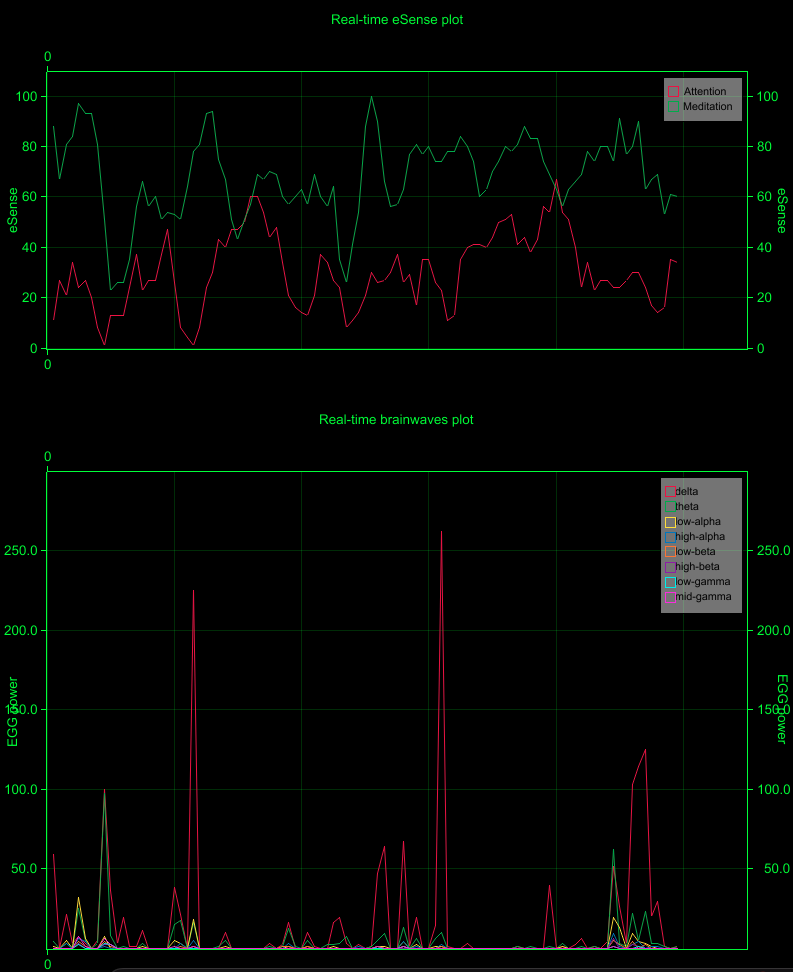 Real-time eSense plot
0
100
80
60
40
20
0
eSense
Attention
Meditation
100
80
60
40
20
0
eSense
0
Real-time brainwaves plot
0
250.0
200.0
150.0
100.0
50.0
EGG power
delta
theta
low-alpha
high-alpha
low-beta
high-beta
low-gamma
mid-gamma
250.0
200.0
150.0
100.0
50.0
EGG power
0